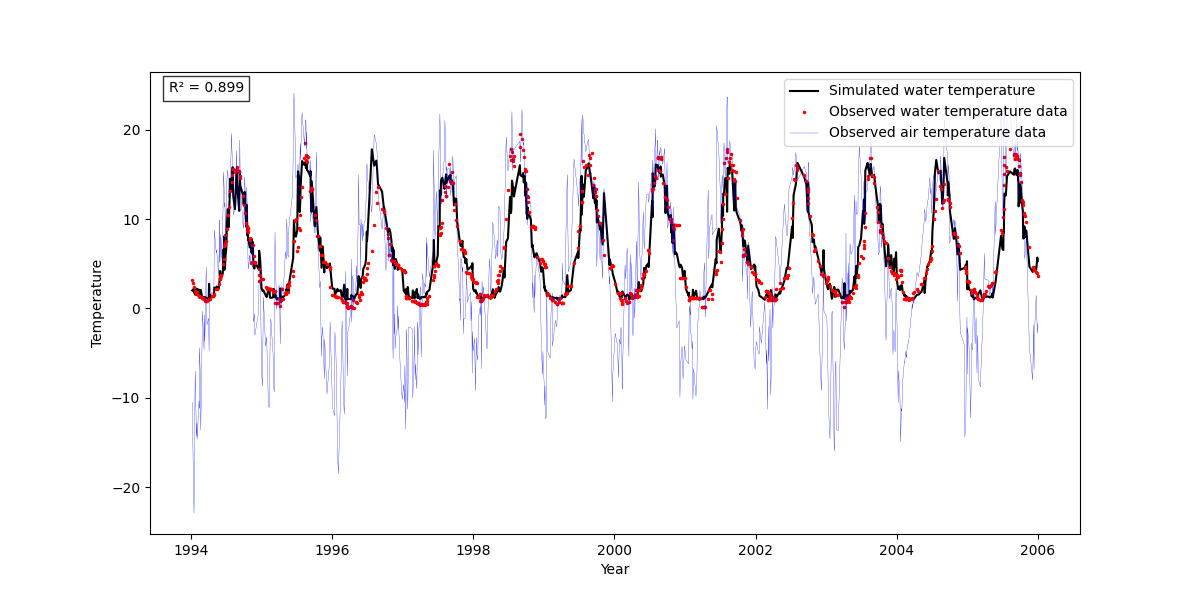 R² = 0.899
Simulated water temperature
Observed water temperature data
Observed air temperature data
20
10
0
−10
−20
Temperature
1994 1996 1998 2000 2002 2004 2006
Year